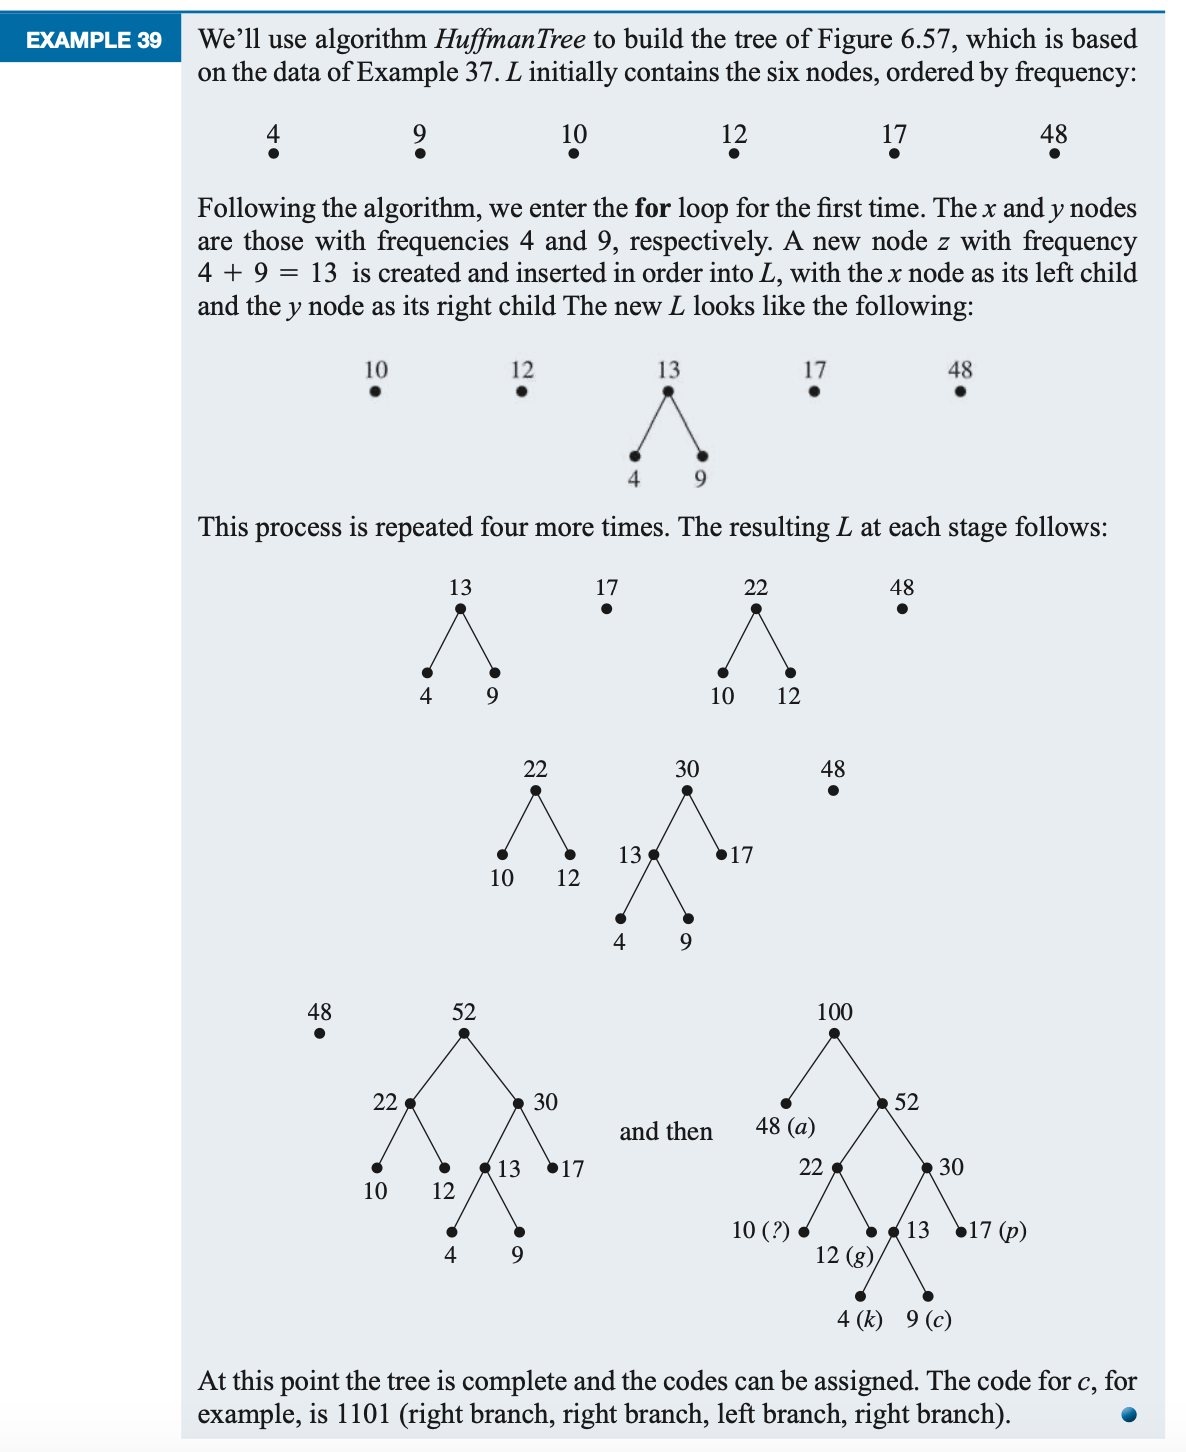 EXAMPLE 39
We'll use algorithm HuffmanTree to build the tree of Figure 6.57, which is based
on the data of Example 37. L initially contains the six nodes, ordered by frequency:
4 9 10 12 17 48
Following the algorithm, we enter the for loop for the first time. The x and y nodes
are those with frequencies 4 and 9, respectively. A new node z with frequency
4 + 9 = 13 is created and inserted in order into L, with the x node as its left child
and the y node as its right child The new L looks like the following:
10 12 13 17 48
4 9
This process is repeated four more times. The resulting L at each stage follows:
13 17 22 48
4 9 10 12
22 30 48
13 17
10 12
4 9
48 52 100
22 30 52
and then
48 (a)
13 17 22 30
10 12
10 (?) 13 17 (p)
4 9 12 (g)
4 (k) 9 (c)
At this point the tree is complete and the codes can be assigned. The code for c, for
example, is 1101 (right branch, right branch, left branch, right branch).